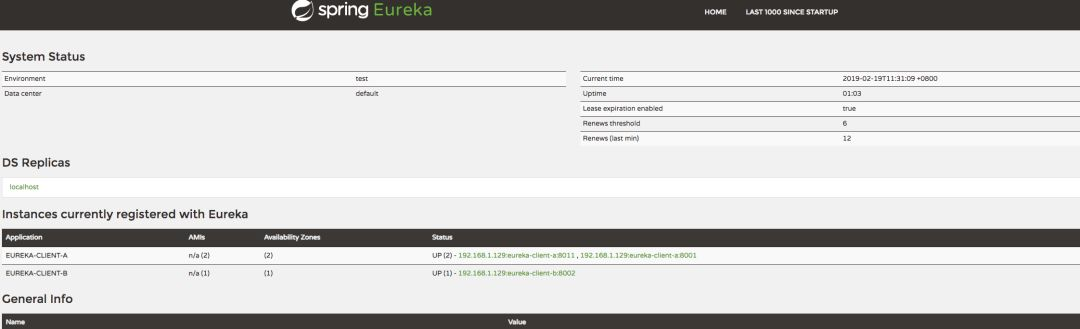 spring Eureka
HOME LAST 1000 SINCE STARTUP
System Status
Environment test
Data center default
Current time 2019-02-19T11:31:09 +0800
Uptime 01:03
Lease expiration enabled true
Renews threshold 6
Renews (last min) 12
DS Replicas
localhost
Instances currently registered with Eureka
Application AMIs Availability Zones Status
EUREKA-CLIENT-A n/a (2) (2) UP (2) - 192.168.1.129:eureka-client-a:8011 , 192.168.1.129:eureka-client-a:8001
EUREKA-CLIENT-B n/a (1) (1) UP (1) - 192.168.1.129:eureka-client-b:8002
General Info
Name Value